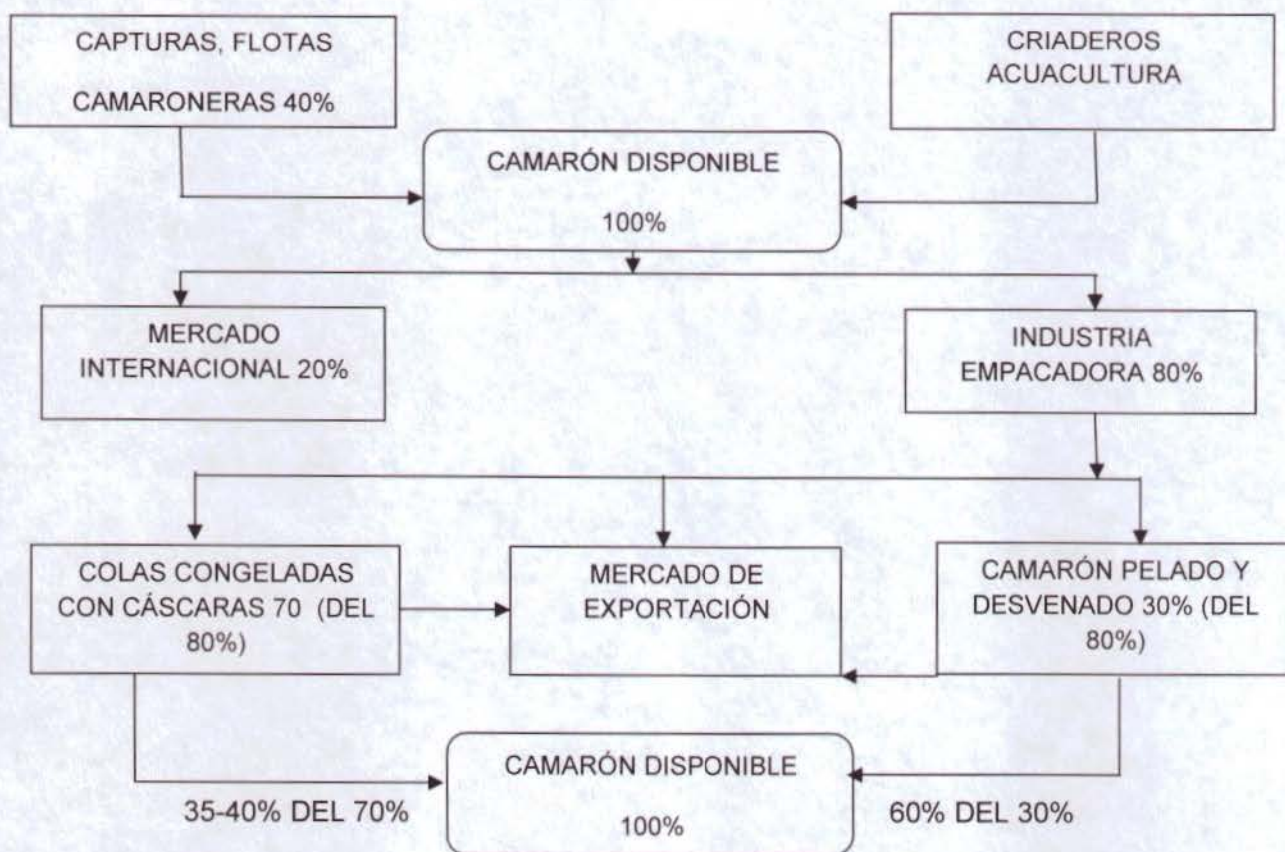 CAPTURAS, FLOTAS
CAMARONERAS 40%
CRIADEROS
ACUACULTURA
CAMARÓN DISPONIBLE
100%
MERCADO
INTERNACIONAL 20%
INDUSTRIA
EMPACADORA 80%
COLAS CONGELADAS
CON CÁSCARAS 70 (DEL
80%)
MERCADO DE
EXPORTACIÓN
CAMARÓN PELADO Y
DESVENADO 30% (DEL
80%)
CAMARÓN DISPONIBLE
100%
35-40% DEL 70%
60% DEL 30%